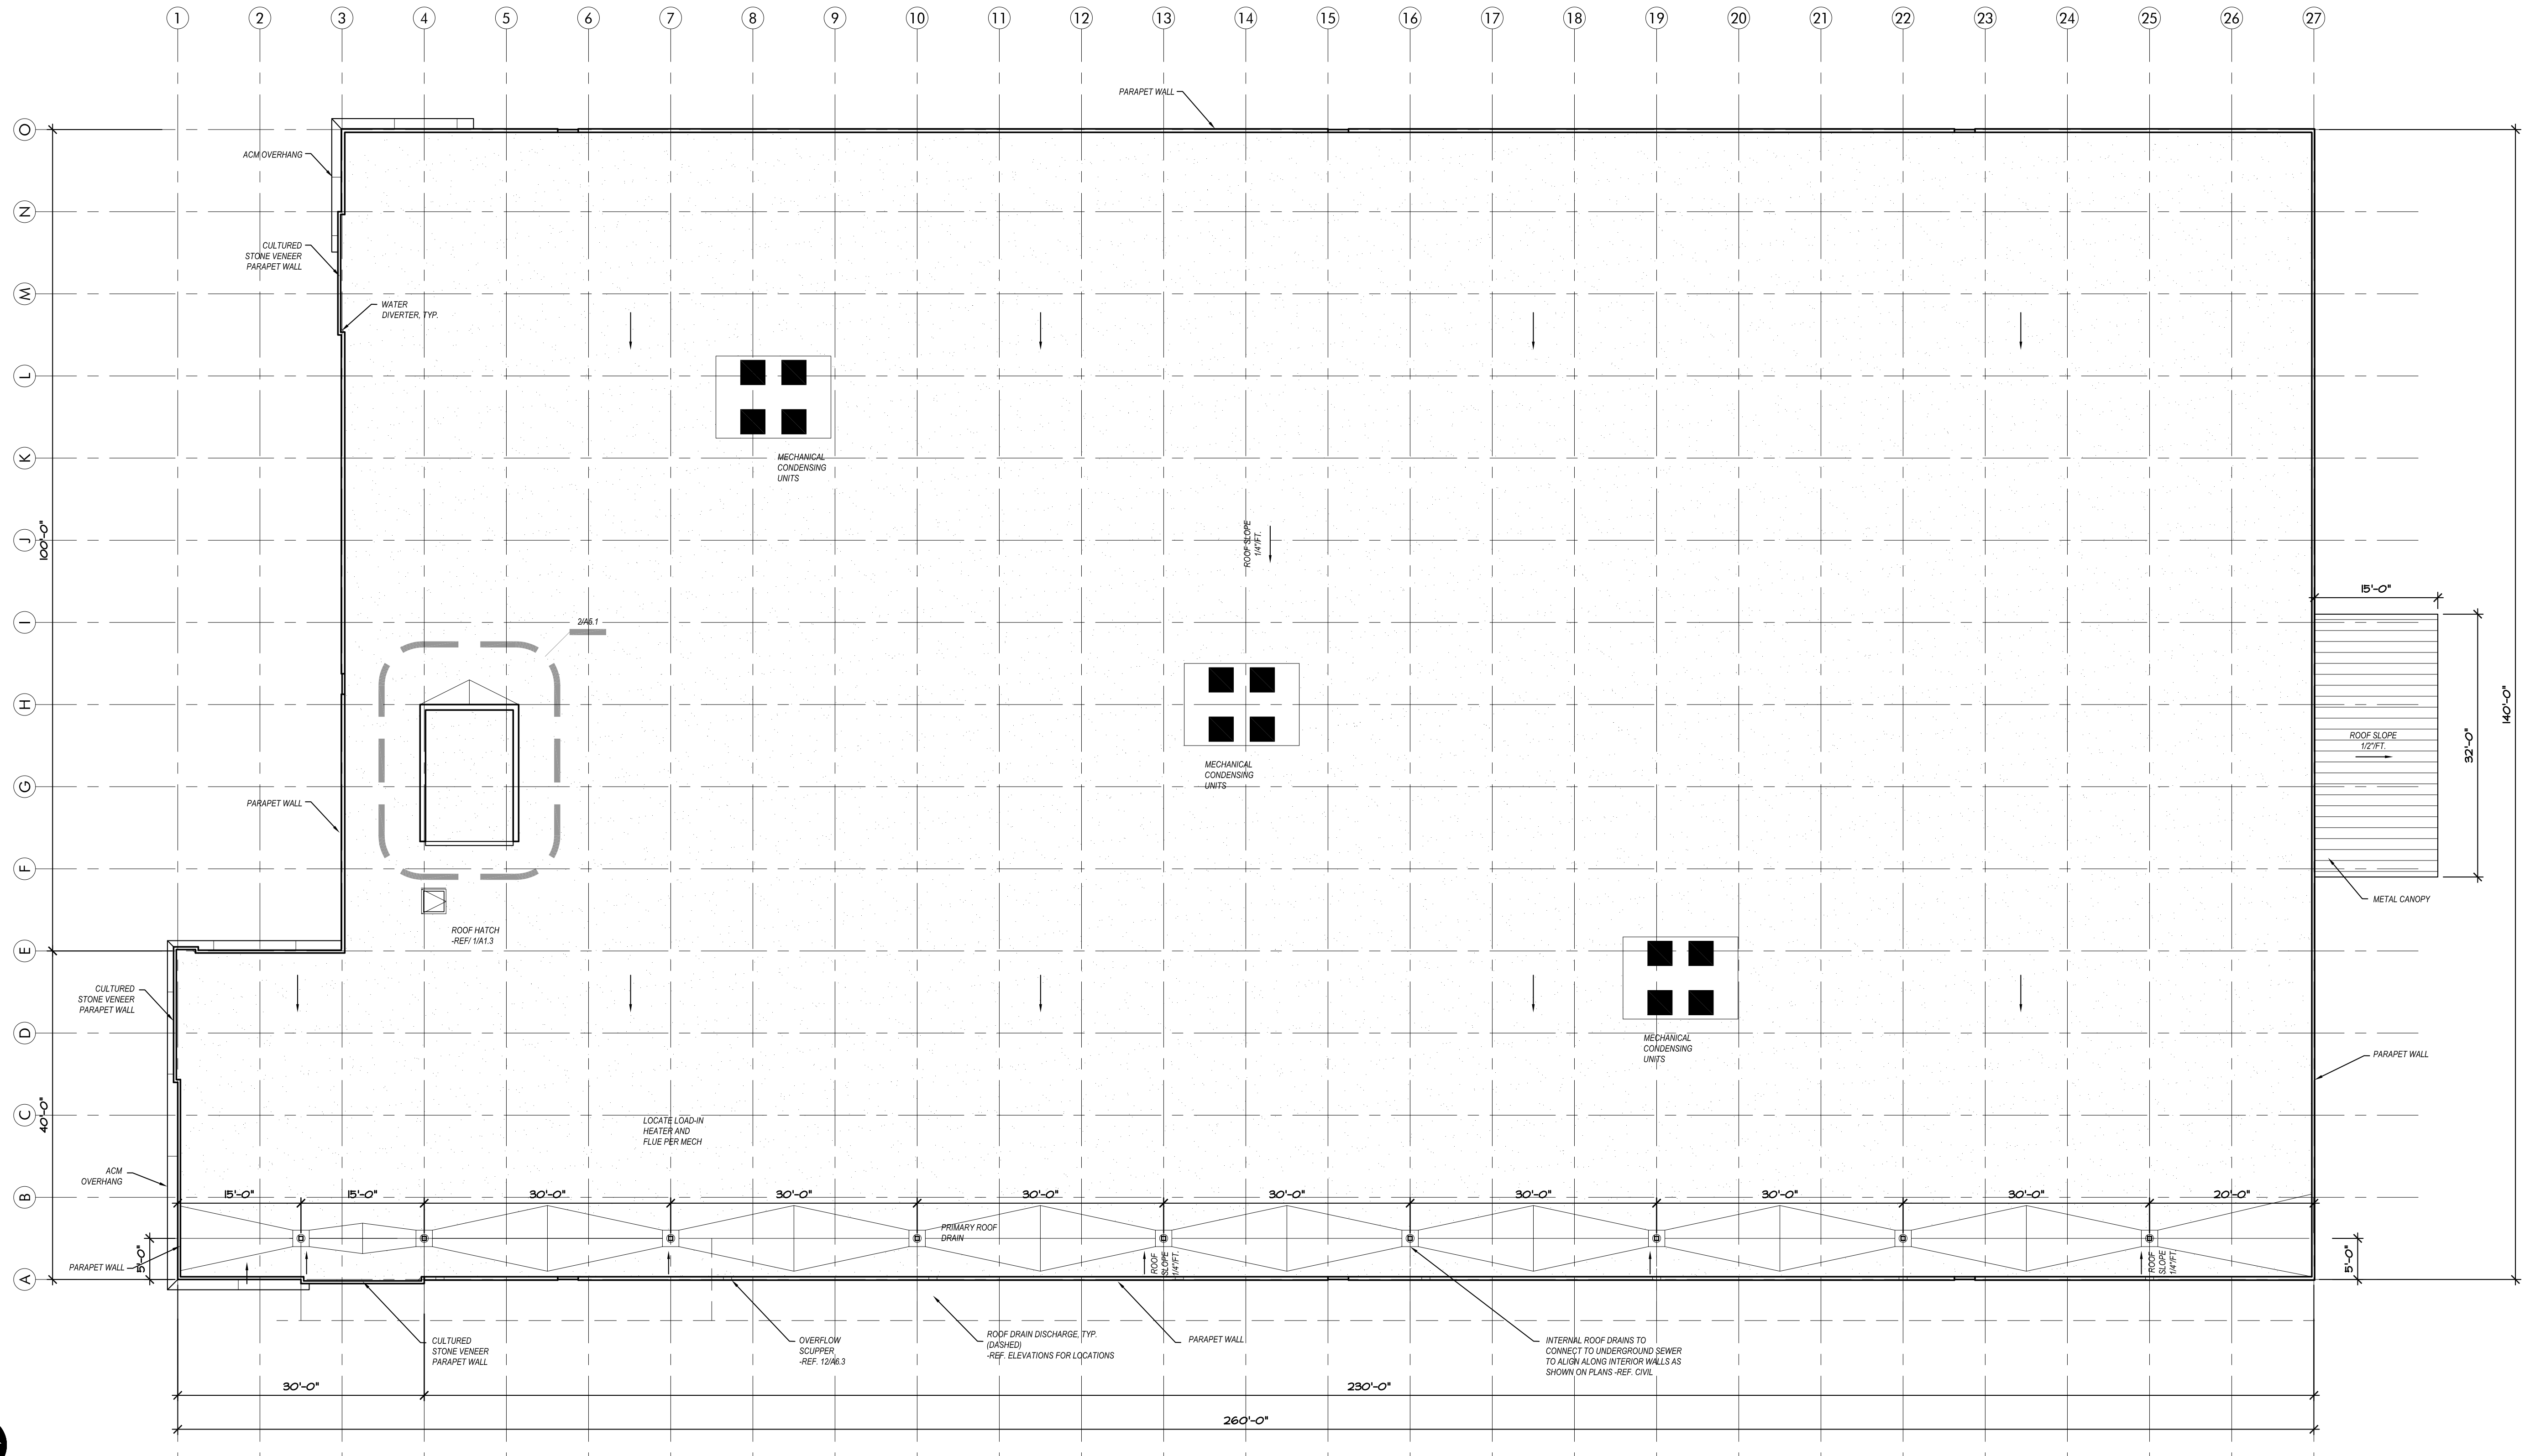 1
2
3
4
5
6
7
8
9
10
11
12
13
14
15
16
17
18
19
20
21
22
23
24
25
26
27
PARAPET WALL
O
ACM OVERHANG
N
CULTURED
STONE VENEER
PARAPET WALL
M
WATER
DIVERTER, TYP.
L
K
MECHANICAL
CONDENSING
UNITS
J
100'-0"
ROOF SLOPE
1/4"/FT.
I
2/A6.1
15'-0"
H
140'-0"
ROOF SLOPE
1/2"/FT.
32'-0"
MECHANICAL
CONDENSING
UNITS
G
PARAPET WALL
F
METAL CANOPY
ROOF HATCH
-REF/ 1/A1.3
E
CULTURED
STONE VENEER
PARAPET WALL
D
MECHANICAL
CONDENSING
UNITS
PARAPET WALL
C
40'-0"
LOCATE LOAD-IN
HEATER AND
FLUE PER MECH
ACM
OVERHANG
B
15'-0"
15'-0"
30'-0"
30'-0"
30'-0"
30'-0"
30'-0"
30'-0"
30'-0"
20'-0"
PRIMARY ROOF
DRAIN
5'-0"
PARAPET WALL
ROOF
SLOPE
1/4"/FT.
ROOF
SLOPE
1/4"/FT.
5'-0"
A
CULTURED
STONE VENEER
PARAPET WALL
OVERFLOW
SCUPPER
-REF. 12/A6.3
ROOF DRAIN DISCHARGE, TYP.
(DASHED)
-REF. ELEVATIONS FOR LOCATIONS
PARAPET WALL
INTERNAL ROOF DRAINS TO
CONNECT TO UNDERGROUND SEWER
TO ALIGN ALONG INTERIOR WALLS AS
SHOWN ON PLANS -REF. CIVIL
30'-0"
230'-0"
260'-0"